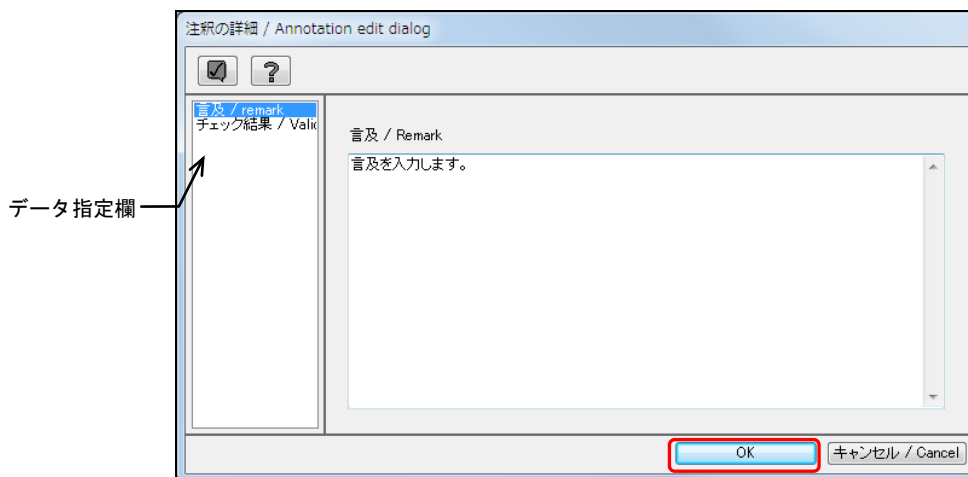 注釈の詳細 / Annotation edit dialog
言及 / remark
チェック結果 / Valid
データ指定欄
言及 / Remark
言及を入力します。
OK
キャンセル / Cancel